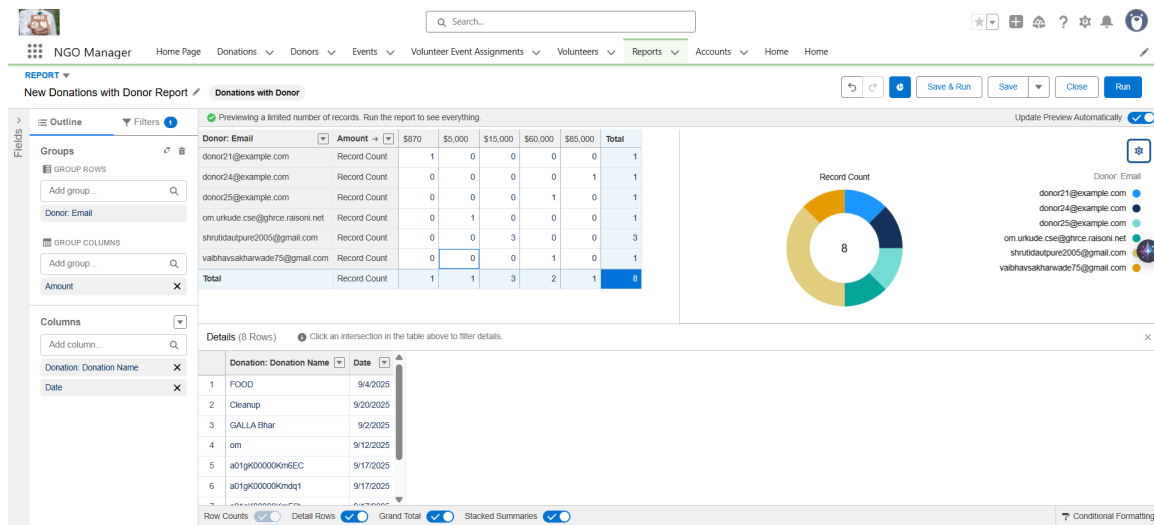 Search...
NGO Manager Home Page Donations Donors Events Volunteer Event Assignments Volunteers Reports Accounts Home Home
REPORT
New Donations with Donor Report Donations with Donor
Save & Run Save Close Run
Fields
Outline Filters 1
Previewing a limited number of records. Run the report to see everything.
Update Preview Automatically
Groups
GROUP ROWS
Add group...
Donor: Email
GROUP COLUMNS
Add group...
Amount
Columns
Add column...
Donation: Donation Name
Date
Donor: Email Amount → $870 $5,000 $15,000 $60,000 $85,000 Total
donor21@example.com Record Count 1 0 0 0 0 1
donor24@example.com Record Count 0 0 0 0 1 1
donor25@example.com Record Count 0 0 0 1 0 1
om.urkude.cse@ghrce.raisoni.net Record Count 0 1 0 0 0 1
shrutidautpure2005@gmail.com Record Count 0 0 3 0 0 3
vaibhavsakharwade75@gmail.com Record Count 0 0 0 1 0 1
Total Record Count 1 1 3 2 1 8
Record Count
8
Donor: Email
donor21@example.com
donor24@example.com
donor25@example.com
om.urkude.cse@ghrce.raisoni.net
shrutidautpure2005@gmail.com
vaibhavsakharwade75@gmail.com
Details (8 Rows) Click an intersection in the table above to filter details.
Donation: Donation Name Date
1 FOOD 9/4/2025
2 Cleanup 9/20/2025
3 GALLA Bhar 9/2/2025
4 om 9/12/2025
5 a01gK00000Km6EC 9/17/2025
6 a01gK00000Kmdq1 9/17/2025
Row Counts Detail Rows Grand Total Stacked Summaries
Conditional Formatting